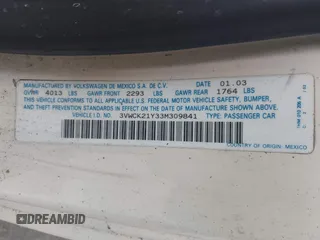 MANUFACTURED BY VOLKSWAGEN DE MEXICO S.A. DE C.V. DATE 01.03
GVWR 4013 LBS GAWR FRONT 2293 LBS GAWR REAR 1764 LBS
THIS VEHICLE CONFORMS TO ALL APPLICABLE
U.S. FEDERAL MOTOR VEHICLE SAFETY, BUMPER,
AND THEFT PREVENTION STANDARDS IN EFFECT
ON THE DATE OF MANUFACTURE SHOWN ABOVE.
VEHICLE I.D.: 3VWCK21Y33M309841 TYPE: PASSENGER CAR
COUNTRY OF ORIGIN: MEXICO
DREAMBID
.com